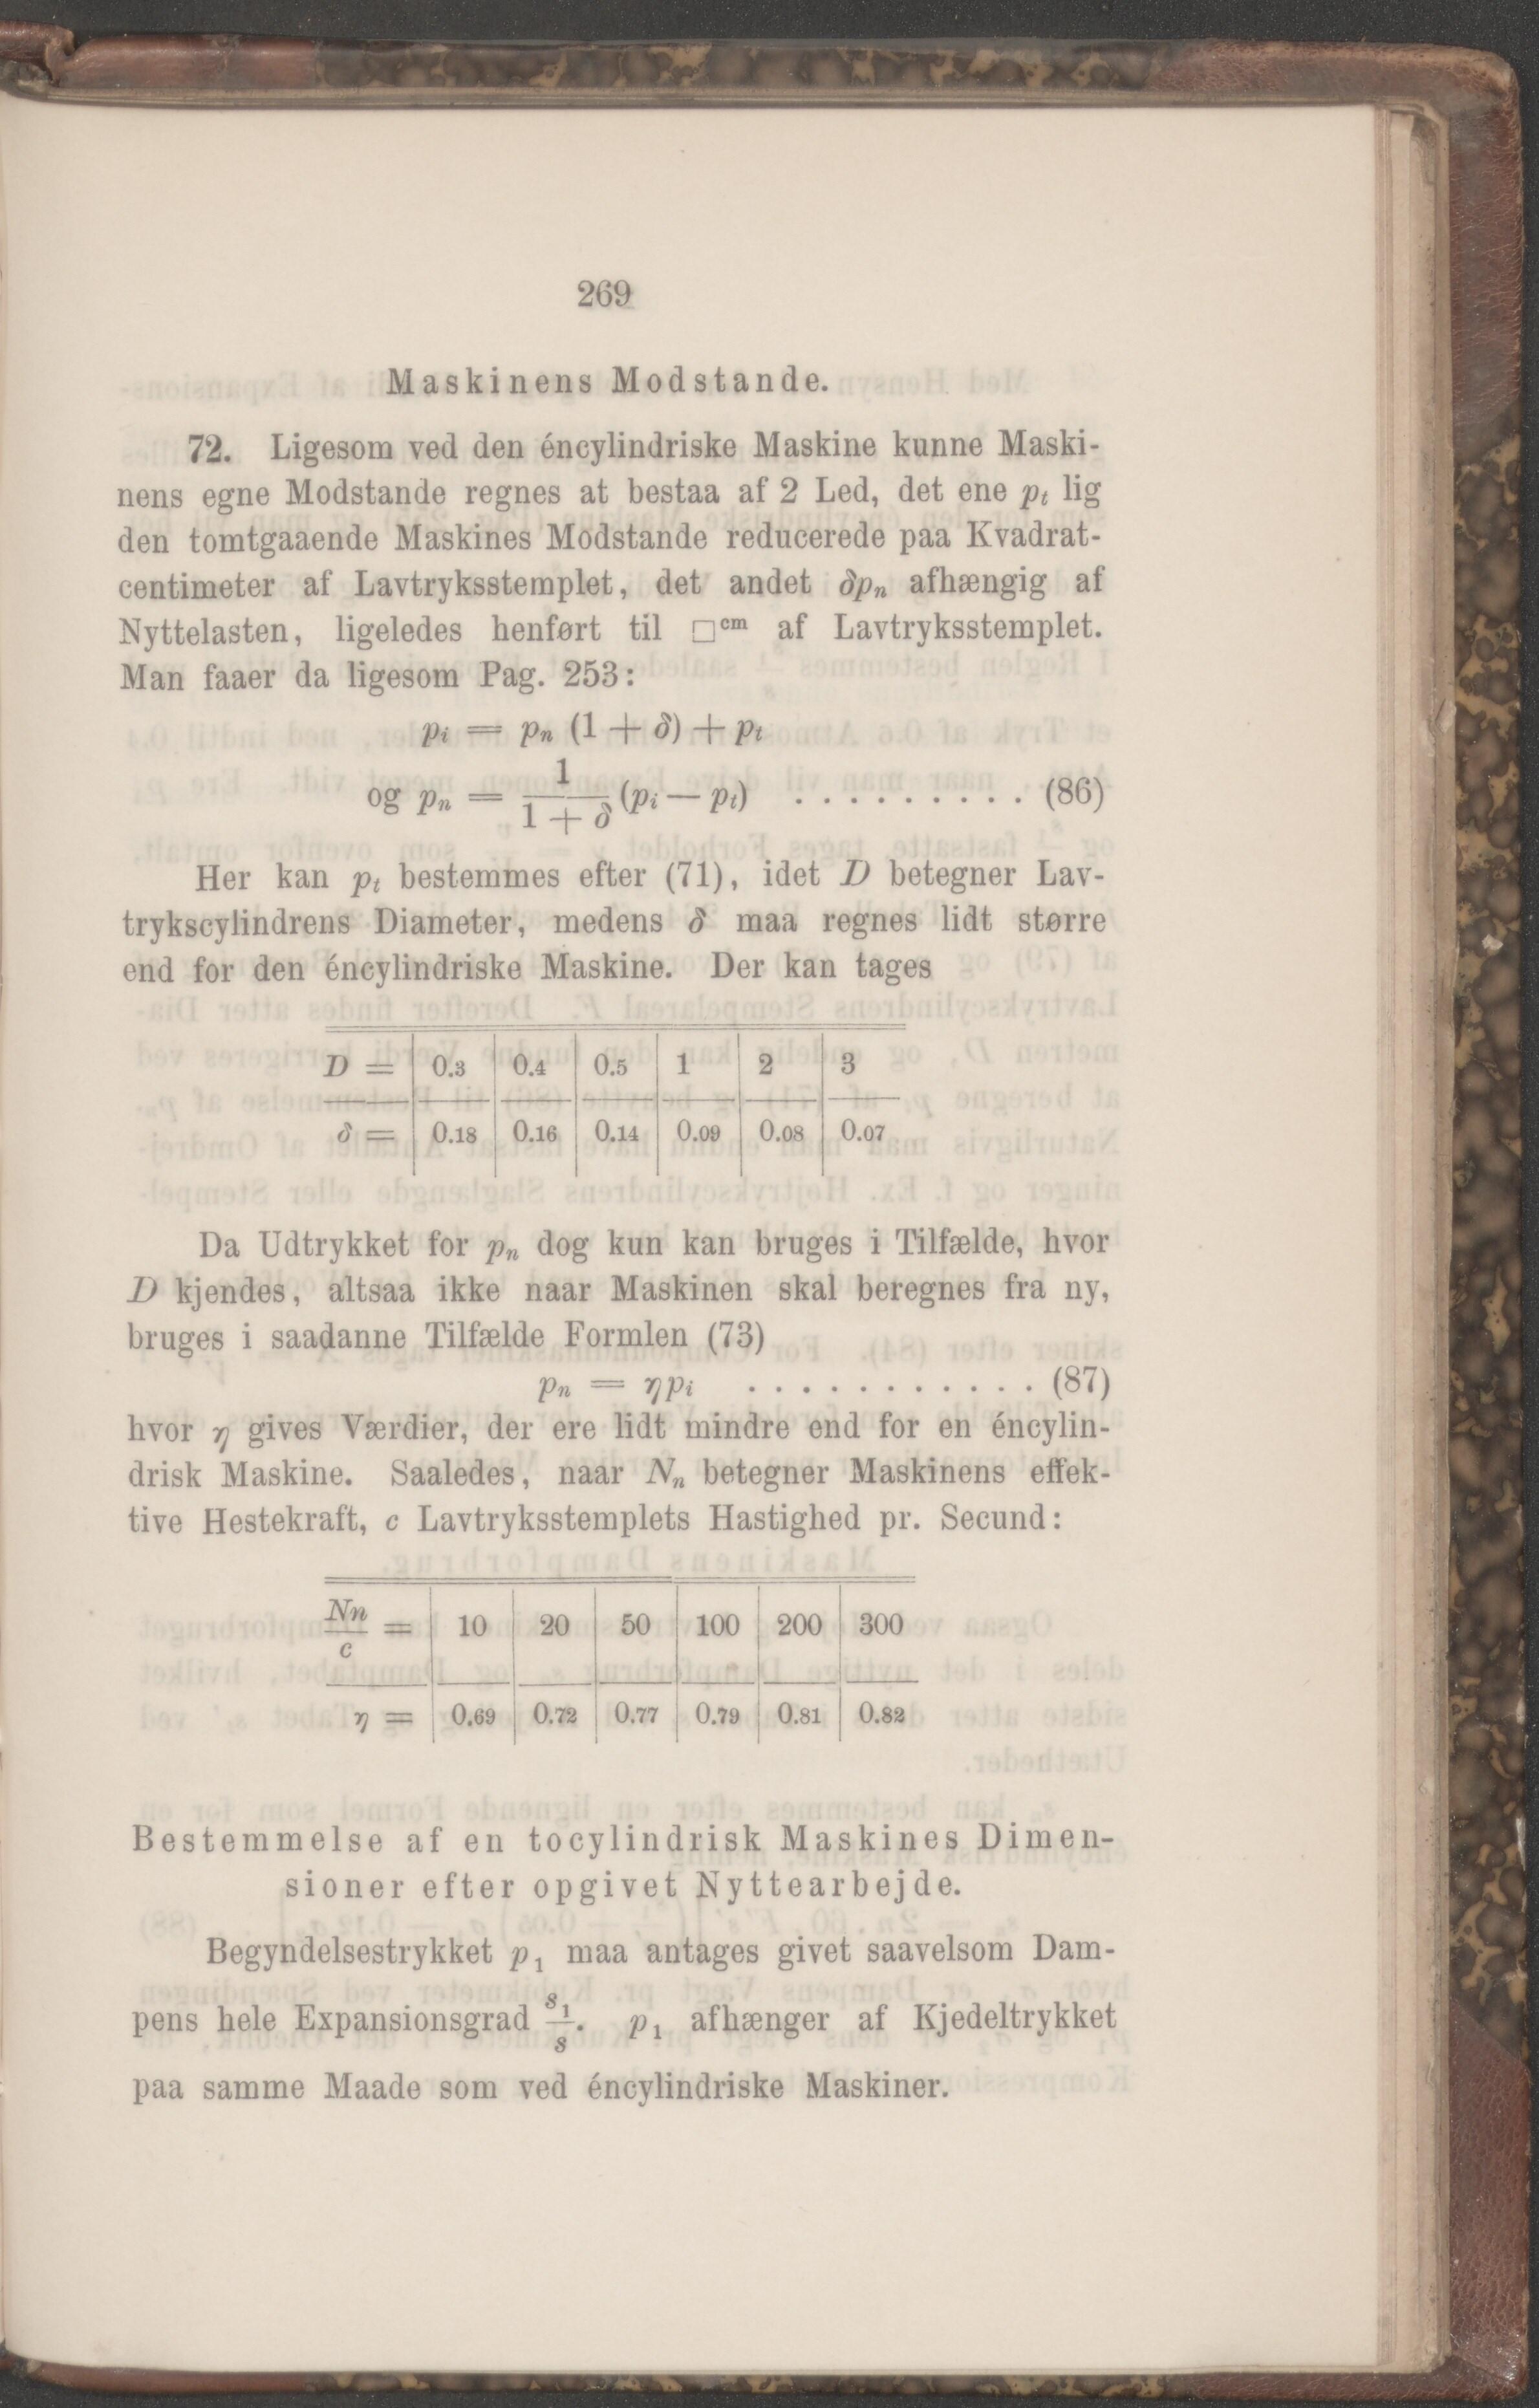 269
Maskinens Modstande.
72. Ligesom ved den éncylindriske Maskine kunne Maski-
nens egne Modstande regnes at bestaa af 2 Led, det ene pₜ lig
den tomtgaaende Maskines Modstande reducerede paa Kvadrat-
centimeter af Lavtryksstemplet, det andet δpₙ afhængig af
Nyttelasten, ligeledes henført til □ᶜᵐ af Lavtryksstemplet.
Man faaer da ligesom Pag. 253:
pᵢ = pₙ (1 + δ) + pₜ
og pₙ = 1/(1 + δ) (pᵢ — pₜ) . . . . . . . . . (86)
Her kan pₜ bestemmes efter (71), idet D betegner Lav-
trykscylindrens Diameter, medens δ maa regnes lidt større
end for den éncylindriske Maskine. Der kan tages
D = | 0.3 | 0.4 | 0.5 | 1 | 2 | 3
δ = | 0.18 | 0.16 | 0.14 | 0.09 | 0.08 | 0.07
Da Udtrykket for pₙ dog kun kan bruges i Tilfælde, hvor
D kjendes, altsaa ikke naar Maskinen skal beregnes fra ny,
bruges i saadanne Tilfælde Formlen (73)
pₙ = ηpᵢ . . . . . . . . . . . (87)
hvor η gives Værdier, der ere lidt mindre end for en éncylin-
drisk Maskine. Saaledes, naar Nₙ betegner Maskinens effek-
tive Hestekraft, c Lavtryksstemplets Hastighed pr. Secund:
Nn/c = | 10 | 20 | 50 | 100 | 200 | 300
η = | 0.69 | 0.72 | 0.77 | 0.79 | 0.81 | 0.82
Bestemmelse af en tocylindrisk Maskines Dimen-
sioner efter opgivet Nyttearbejde.
Begyndelsestrykket p₁ maa antages givet saavelsom Dam-
pens hele Expansionsgrad s₁/s. p₁ afhænger af Kjedeltrykket
paa samme Maade som ved éncylindriske Maskiner.